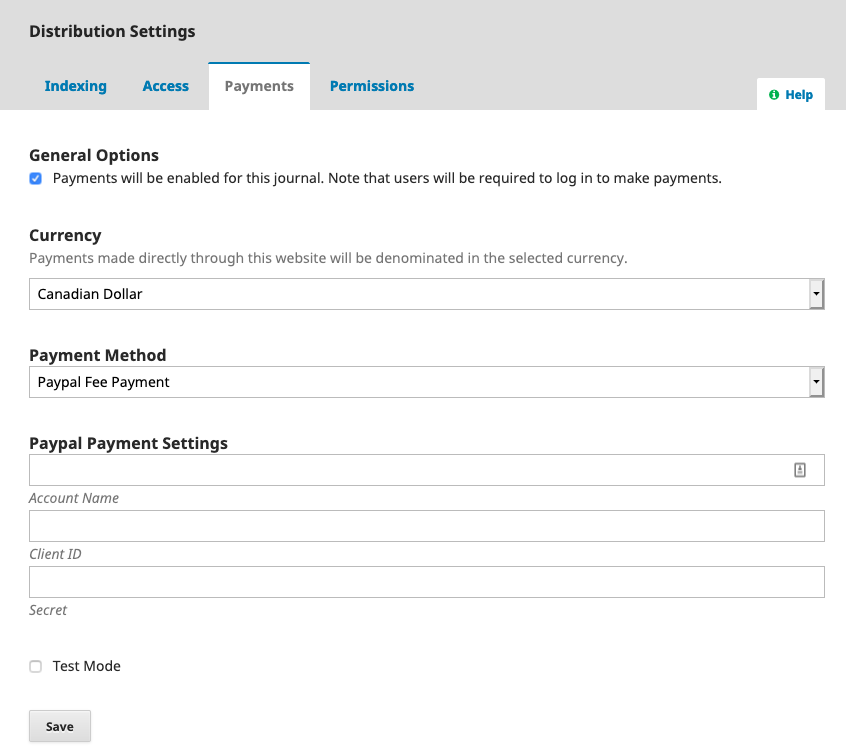 Distribution Settings
Indexing Access Payments Permissions
Help
General Options
Payments will be enabled for this journal. Note that users will be required to log in to make payments.
Currency
Payments made directly through this website will be denominated in the selected currency.
Canadian Dollar
Payment Method
Paypal Fee Payment
Paypal Payment Settings
Account Name
Client ID
Secret
Test Mode
Save